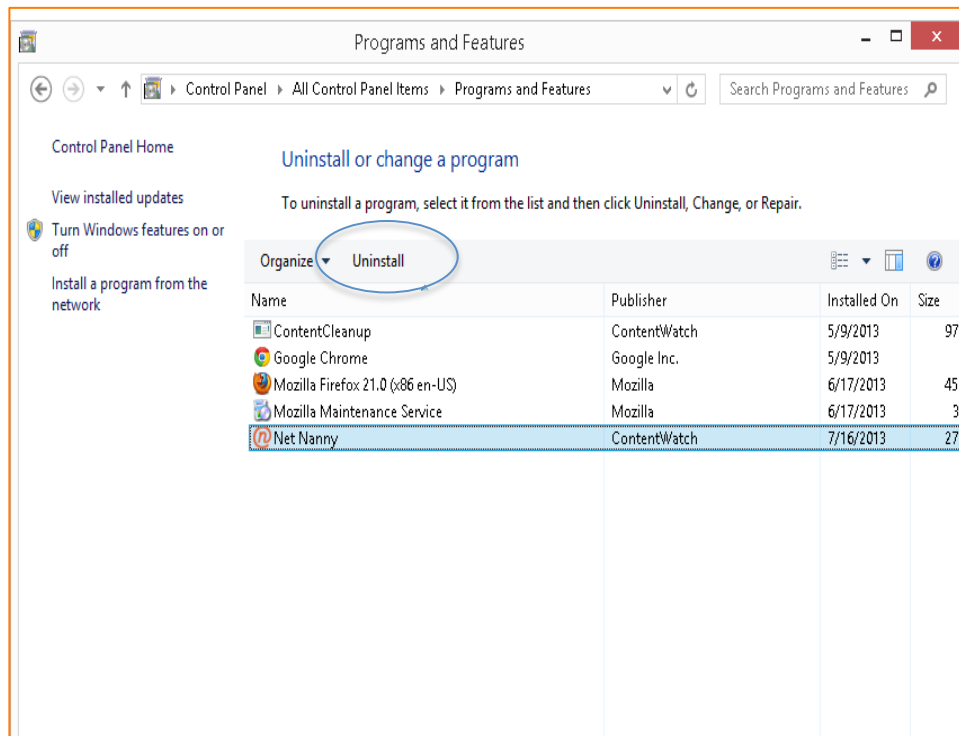 Programs and Features
Control Panel All Control Panel Items Programs and Features Search Programs and Features
Control Panel Home
View installed updates
Turn Windows features on or
off
Install a program from the
network
Uninstall or change a program
To uninstall a program, select it from the list and then click Uninstall, Change, or Repair.
Organize Uninstall
Name Publisher Installed On Size
ContentCleanup ContentWatch 5/9/2013 97
Google Chrome Google Inc. 5/9/2013
Mozilla Firefox 21.0 (x86 en-US) Mozilla 6/17/2013 45
Mozilla Maintenance Service Mozilla 6/17/2013 3
Net Nanny ContentWatch 7/16/2013 27